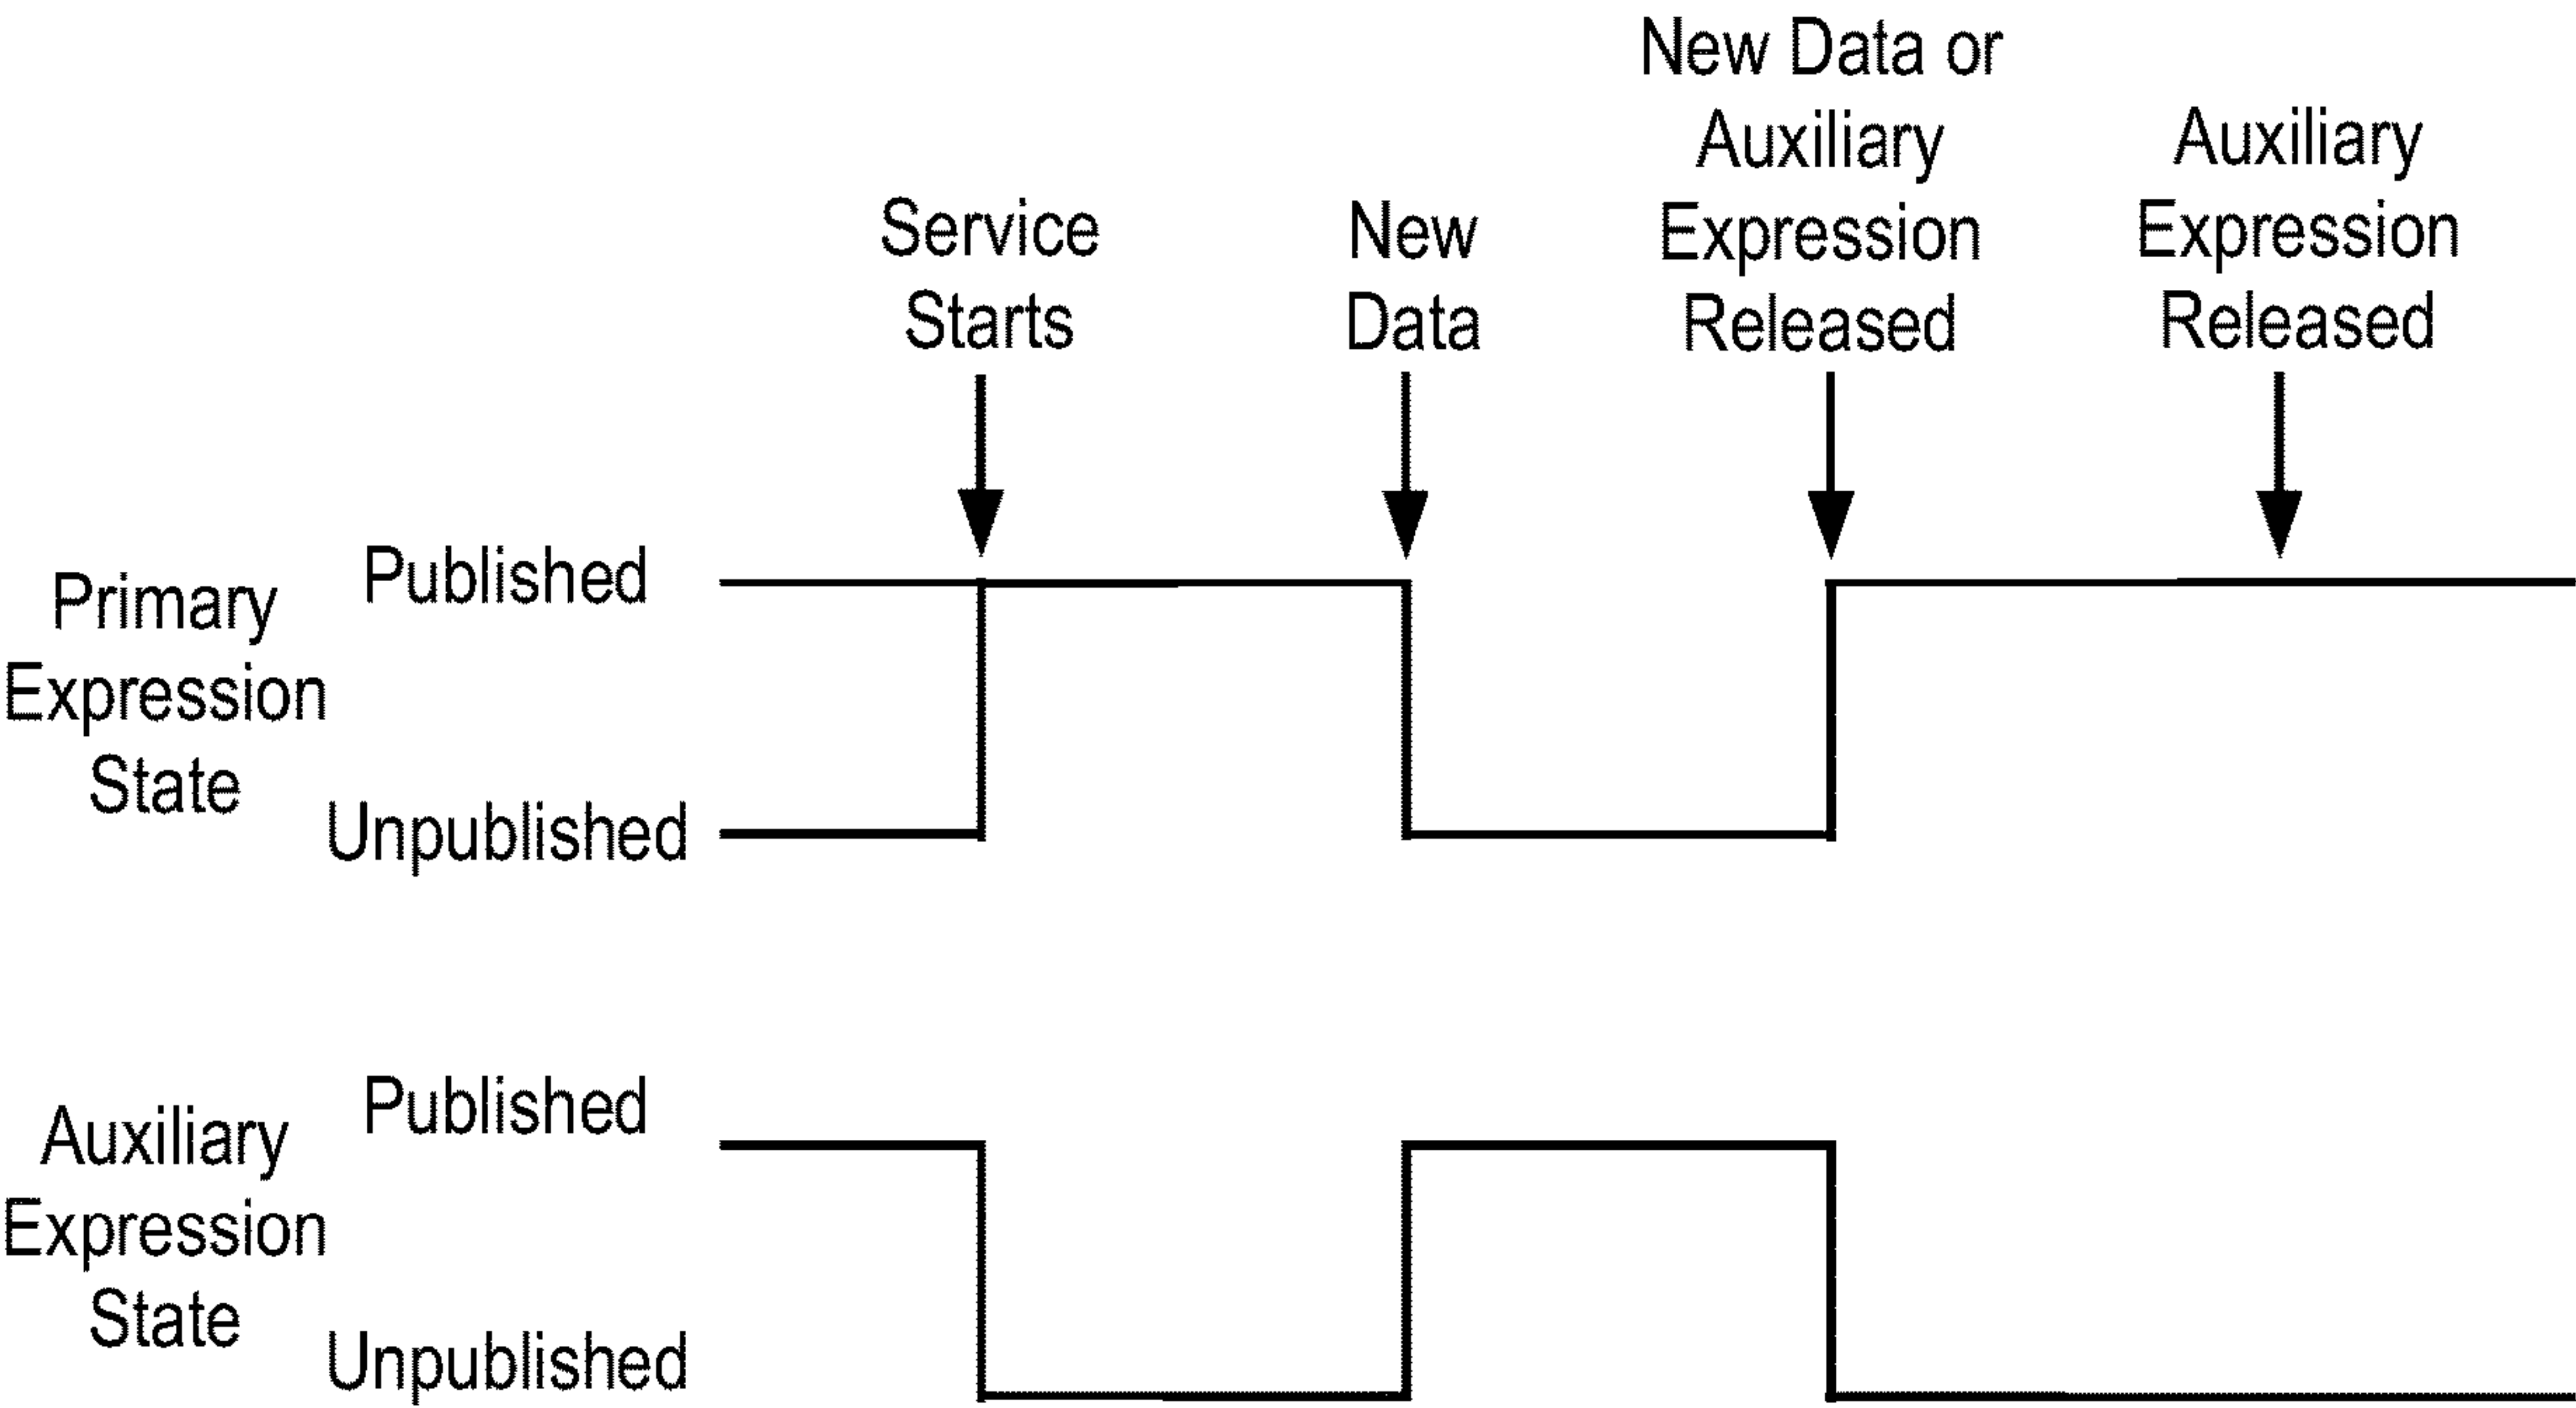 New Data or
Auxiliary
Expression
Released
Auxiliary
Expression
Released
Service
Starts
New
Data
Primary
Expression
State
Published
Unpublished
Auxiliary
Expression
State
Published
Unpublished